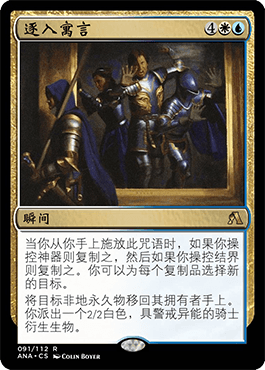 逐入寓言 4
瞬间
当你从你手上施放此咒语时，如果你操
控神器则复制之，然后如果你操控结界
则复制之。你可以为每个复制品选择新
的目标。
将目标非地永久物移回其拥有者手上。
你派出一个2/2白色，具警戒异能的骑士
衍生生物。
091/112 R
ANA • CS COLIN BOYER